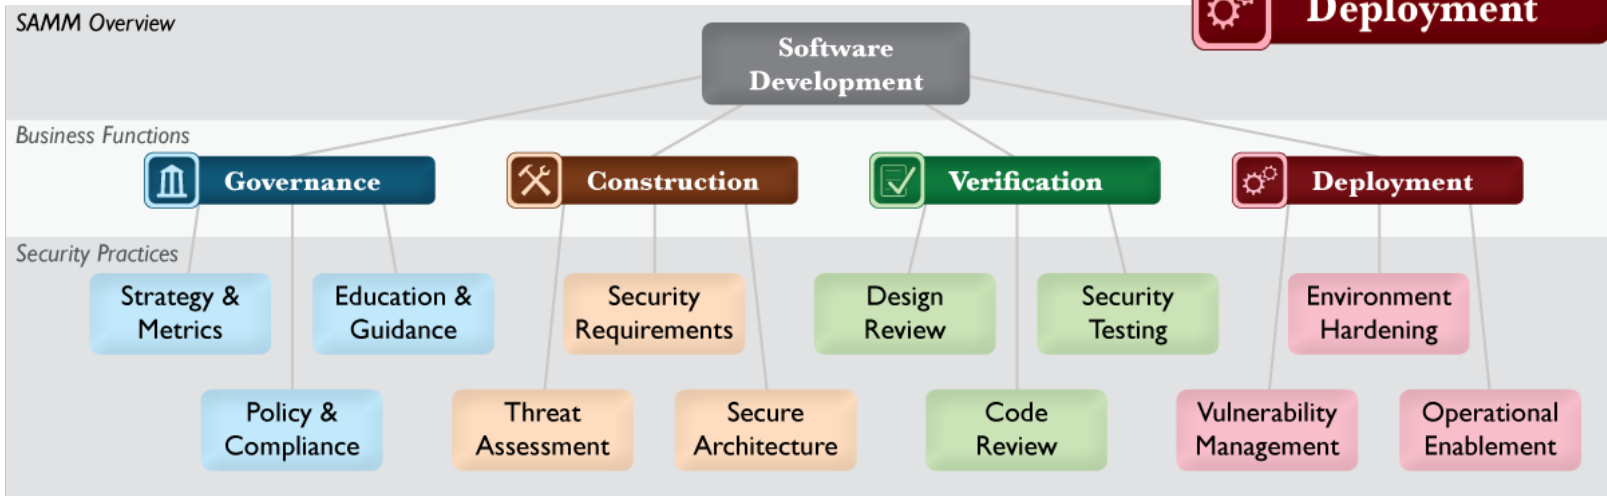 SAMM Overview
Deployment
Software
Development
Business Functions
Governance
Construction
Verification
Deployment
Security Practices
Strategy &
Metrics
Education &
Guidance
Security
Requirements
Design
Review
Security
Testing
Environment
Hardening
Policy &
Compliance
Threat
Assessment
Secure
Architecture
Code
Review
Vulnerability
Management
Operational
Enablement